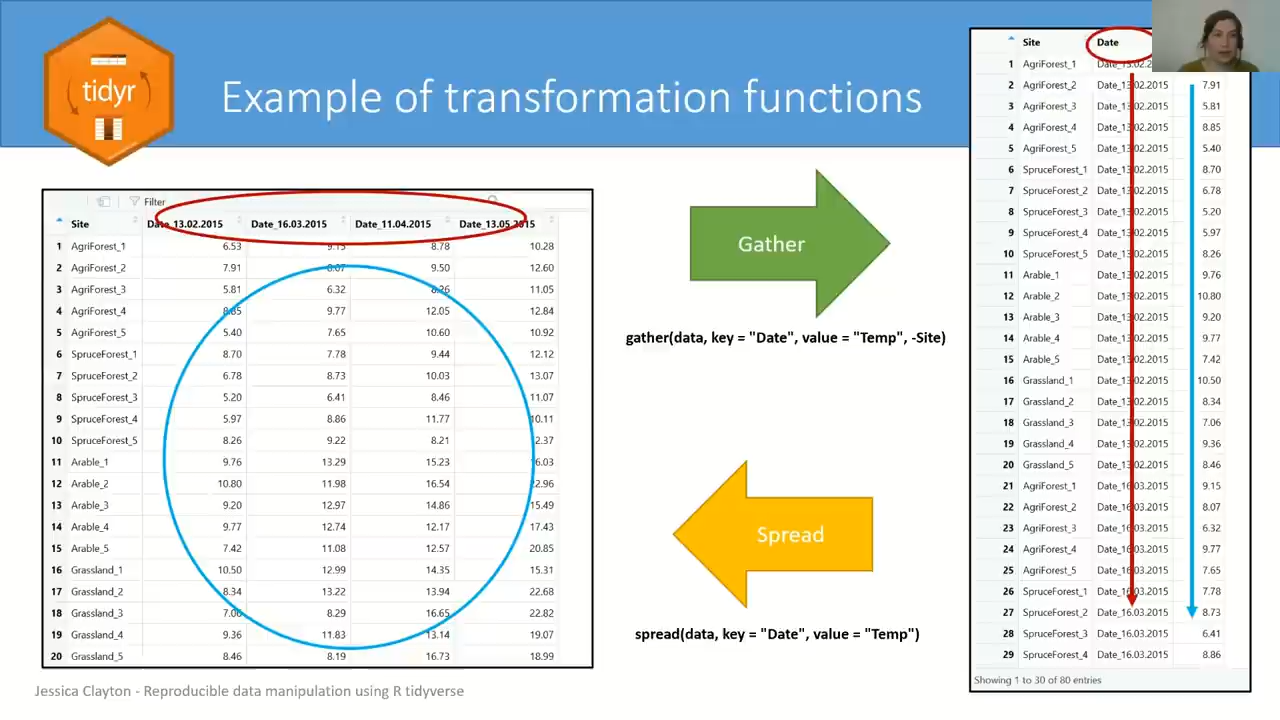 tidyr
Example of transformation functions
Filter
Site Date_13.02.2015 Date_16.03.2015 Date_11.04.2015 Date_13.05.2015
1 AgriForest_1 6.53 9.15 8.78 10.28
2 AgriForest_2 7.91 8.07 9.50 12.60
3 AgriForest_3 5.81 6.32 8.26 11.05
4 AgriForest_4 8.85 9.77 12.05 12.84
5 AgriForest_5 5.40 7.65 10.60 10.92
6 SpruceForest_1 8.70 7.78 9.44 12.12
7 SpruceForest_2 6.78 8.73 10.03 13.07
8 SpruceForest_3 5.20 6.41 8.46 11.07
9 SpruceForest_4 5.97 8.86 11.77 10.11
10 SpruceForest_5 8.26 9.22 8.21 12.37
11 Arable_1 9.76 13.29 15.23 16.03
12 Arable_2 10.80 11.98 16.54 22.96
13 Arable_3 9.20 12.97 14.86 15.49
14 Arable_4 9.77 12.74 12.17 17.43
15 Arable_5 7.42 11.08 12.57 20.85
16 Grassland_1 10.50 12.99 14.35 15.31
17 Grassland_2 8.34 13.22 13.94 22.68
18 Grassland_3 7.06 8.29 16.65 22.82
19 Grassland_4 9.36 11.83 13.14 19.07
20 Grassland_5 8.46 8.19 16.73 18.99
Gather
gather(data, key = "Date", value = "Temp", -Site)
Spread
spread(data, key = "Date", value = "Temp")
Site Date
1 AgriForest_1 Date_13.02.2
2 AgriForest_2 Date_13.02.2015 7.91
3 AgriForest_3 Date_13.02.2015 5.81
4 AgriForest_4 Date_13.02.2015 8.85
5 AgriForest_5 Date_13.02.2015 5.40
6 SpruceForest_1 Date_13.02.2015 8.70
7 SpruceForest_2 Date_13.02.2015 6.78
8 SpruceForest_3 Date_13.02.2015 5.20
9 SpruceForest_4 Date_13.02.2015 5.97
10 SpruceForest_5 Date_13.02.2015 8.26
11 Arable_1 Date_13.02.2015 9.76
12 Arable_2 Date_13.02.2015 10.80
13 Arable_3 Date_13.02.2015 9.20
14 Arable_4 Date_13.02.2015 9.77
15 Arable_5 Date_13.02.2015 7.42
16 Grassland_1 Date_13.02.2015 10.50
17 Grassland_2 Date_13.02.2015 8.34
18 Grassland_3 Date_13.02.2015 7.06
19 Grassland_4 Date_13.02.2015 9.36
20 Grassland_5 Date_13.02.2015 8.46
21 AgriForest_1 Date_16.03.2015 9.15
22 AgriForest_2 Date_16.03.2015 8.07
23 AgriForest_3 Date_16.03.2015 6.32
24 AgriForest_4 Date_16.03.2015 9.77
25 AgriForest_5 Date_16.03.2015 7.65
26 SpruceForest_1 Date_16.03.2015 7.78
27 SpruceForest_2 Date_16.03.2015 8.73
28 SpruceForest_3 Date_16.03.2015 6.41
29 SpruceForest_4 Date_16.03.2015 8.86
Showing 1 to 30 of 80 entries
Jessica Clayton - Reproducible data manipulation using R tidyverse